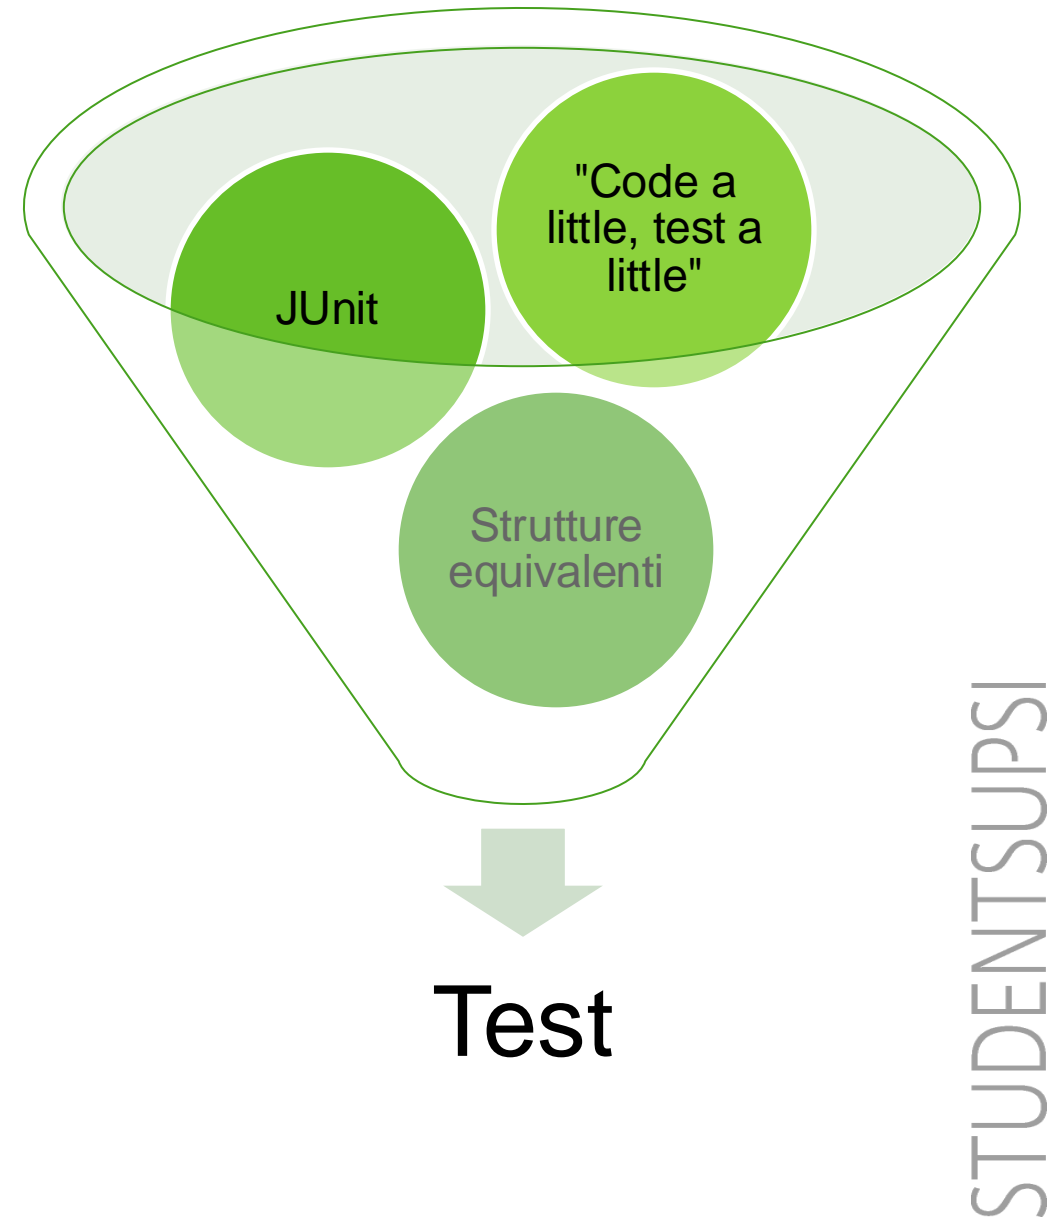 "Code a
little, test a
little"
JUnit
Strutture
equivalenti
Test
STUDENTSUPSI